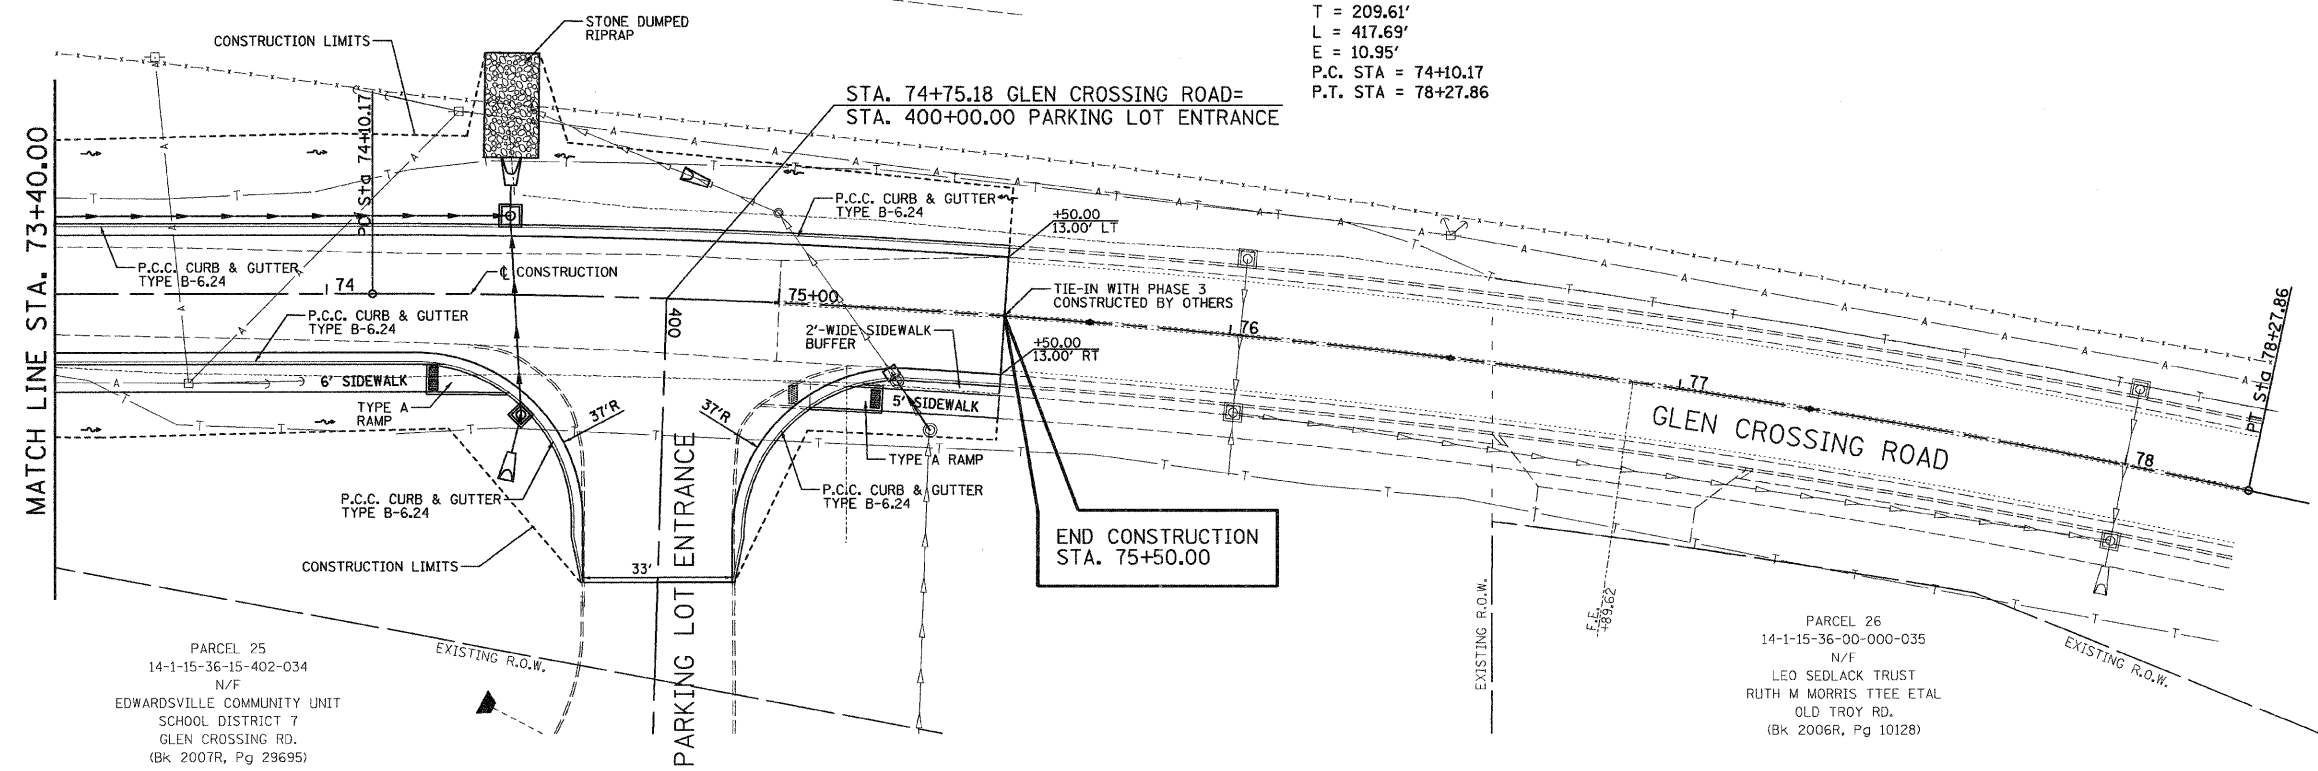 T = 209.61'
L = 417.69'
E = 10.95'
P.C. STA = 74+10.17
P.T. STA = 78+27.86
STONE DUMPED
RIPRAP
CONSTRUCTION LIMITS
STA. 74+75.18 GLEN CROSSING ROAD=
STA. 400+00.00 PARKING LOT ENTRANCE
MATCH LINE STA. 73+40.00
PC Sta 74+10.17
P.C.C. CURB & GUTTER
TYPE B-6.24
+50.00
13.00' LT
P.C.C. CURB & GUTTER
TYPE B-6.24
℄ CONSTRUCTION
74
75+00
TIE-IN WITH PHASE 3
CONSTRUCTED BY OTHERS
P.C.C. CURB & GUTTER
TYPE B-6.24
400
2'-WIDE SIDEWALK
BUFFER
76
+50.00
13.00' RT
PT Sta 78+27.86
6' SIDEWALK
TYPE A
RAMP
37'R
37'R
5' SIDEWALK
77
GLEN CROSSING ROAD
78
TYPE A RAMP
P.C.C. CURB & GUTTER
TYPE B-6.24
P.C.C. CURB & GUTTER
TYPE B-6.24
PARKING LOT ENTRANCE
END CONSTRUCTION
STA. 75+50.00
CONSTRUCTION LIMITS
33'
EXISTING R.O.W.
F.E.
+89.62
PARCEL 25
14-1-15-36-15-402-034
N/F
EDWARDSVILLE COMMUNITY UNIT
SCHOOL DISTRICT 7
GLEN CROSSING RD.
(Bk 2007R, Pg 29695)
EXISTING R.O.W.
PARCEL 26
14-1-15-36-00-000-035
N/F
LEO SEDLACK TRUST
RUTH M MORRIS TTEE ETAL
OLD TROY RD.
(Bk 2006R, Pg 10128)
EXISTING R.O.W.